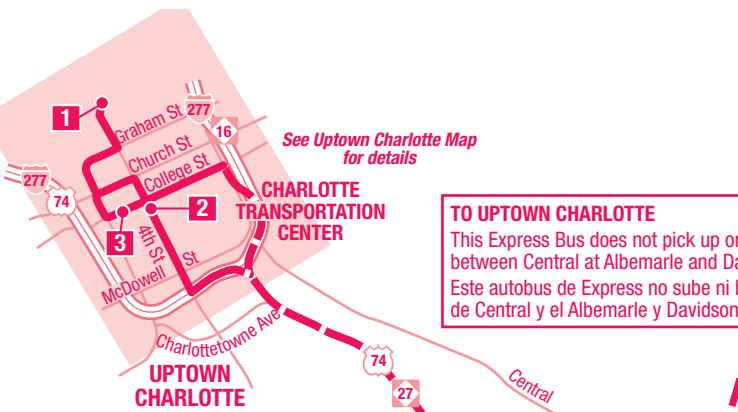 1
Graham St
277
16
Church St
College St
See Uptown Charlotte Map
for details
277
74
CHARLOTTE
TRANSPORTATION
CENTER
2
3
4th St
McDowell St
TO UPTOWN CHARLOTTE
This Express Bus does not pick up or
between Central at Albemarle and Da
Este autobus de Express no sube ni
de Central y el Albemarle y Davidson
Charlottetowne Ave
UPTOWN
CHARLOTTE
74
27
Central